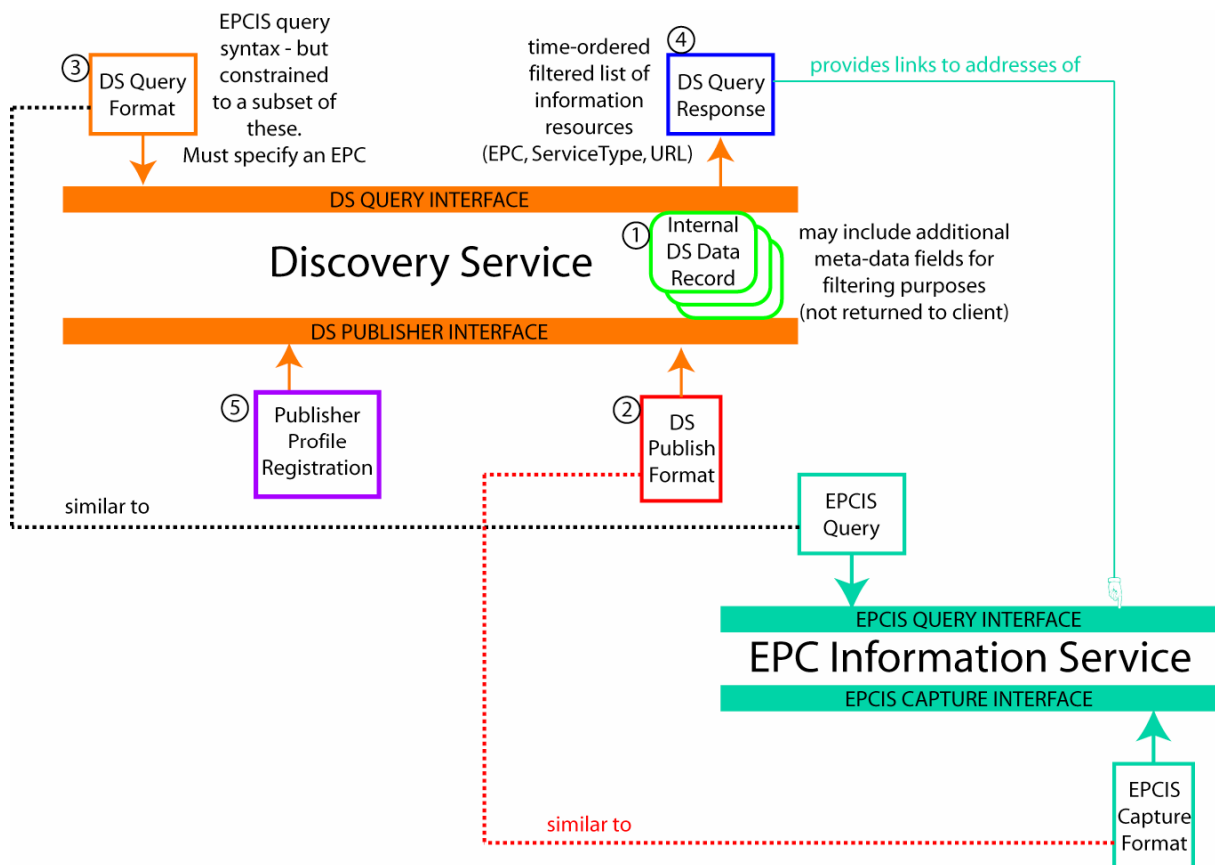 3
DS Query
Format
EPCIS query
syntax - but
constrained
to a subset of
these.
Must specify an EPC
time-ordered
filtered list of
information
resources
(EPC, ServiceType, URL)
4
DS Query
Response
provides links to addresses of
DS QUERY INTERFACE
Discovery Service
1
Internal
DS Data
Record
may include additional
meta-data fields for
filtering purposes
(not returned to client)
DS PUBLISHER INTERFACE
5
Publisher
Profile
Registration
2
DS
Publish
Format
similar to
EPCIS
Query
EPCIS QUERY INTERFACE
EPC Information Service
EPCIS CAPTURE INTERFACE
similar to
EPCIS
Capture
Format